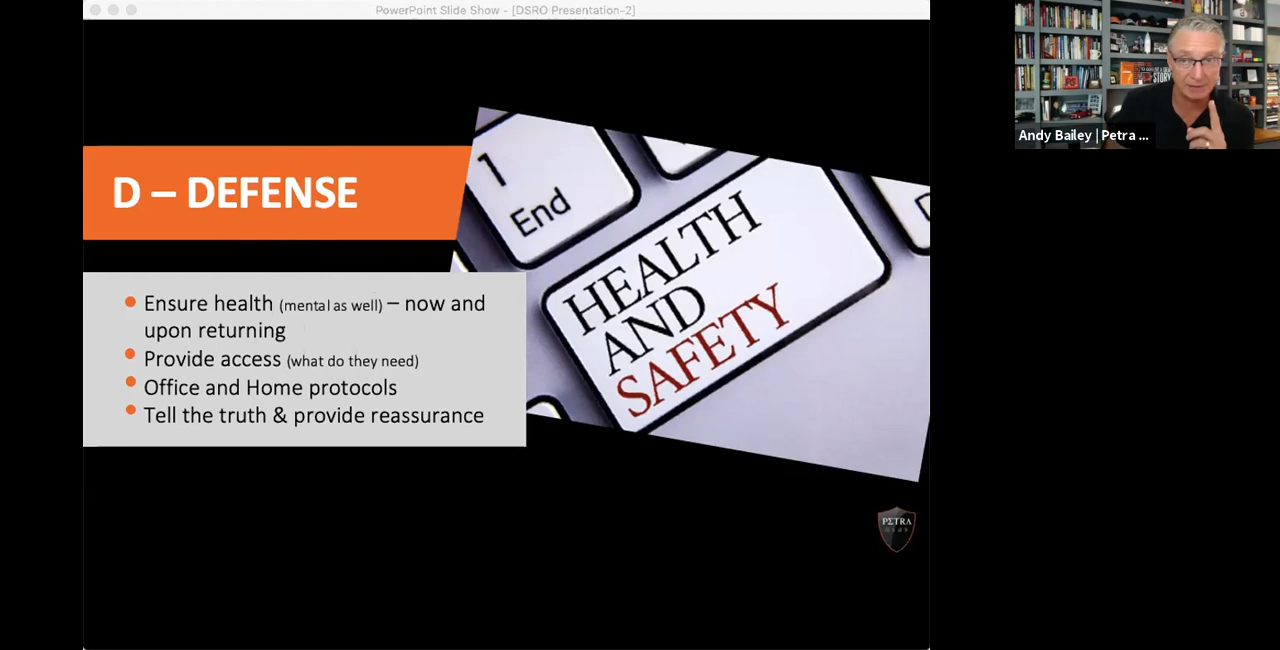 PowerPoint Slide Show - [DSRO Presentation-2]
D – DEFENSE
1
End
HEALTH
AND
SAFETY
Ensure health (mental as well) – now and
upon returning
Provide access (what do they need)
Office and Home protocols
Tell the truth & provide reassurance
PETRA
STORY
Andy Bailey | Petra ...